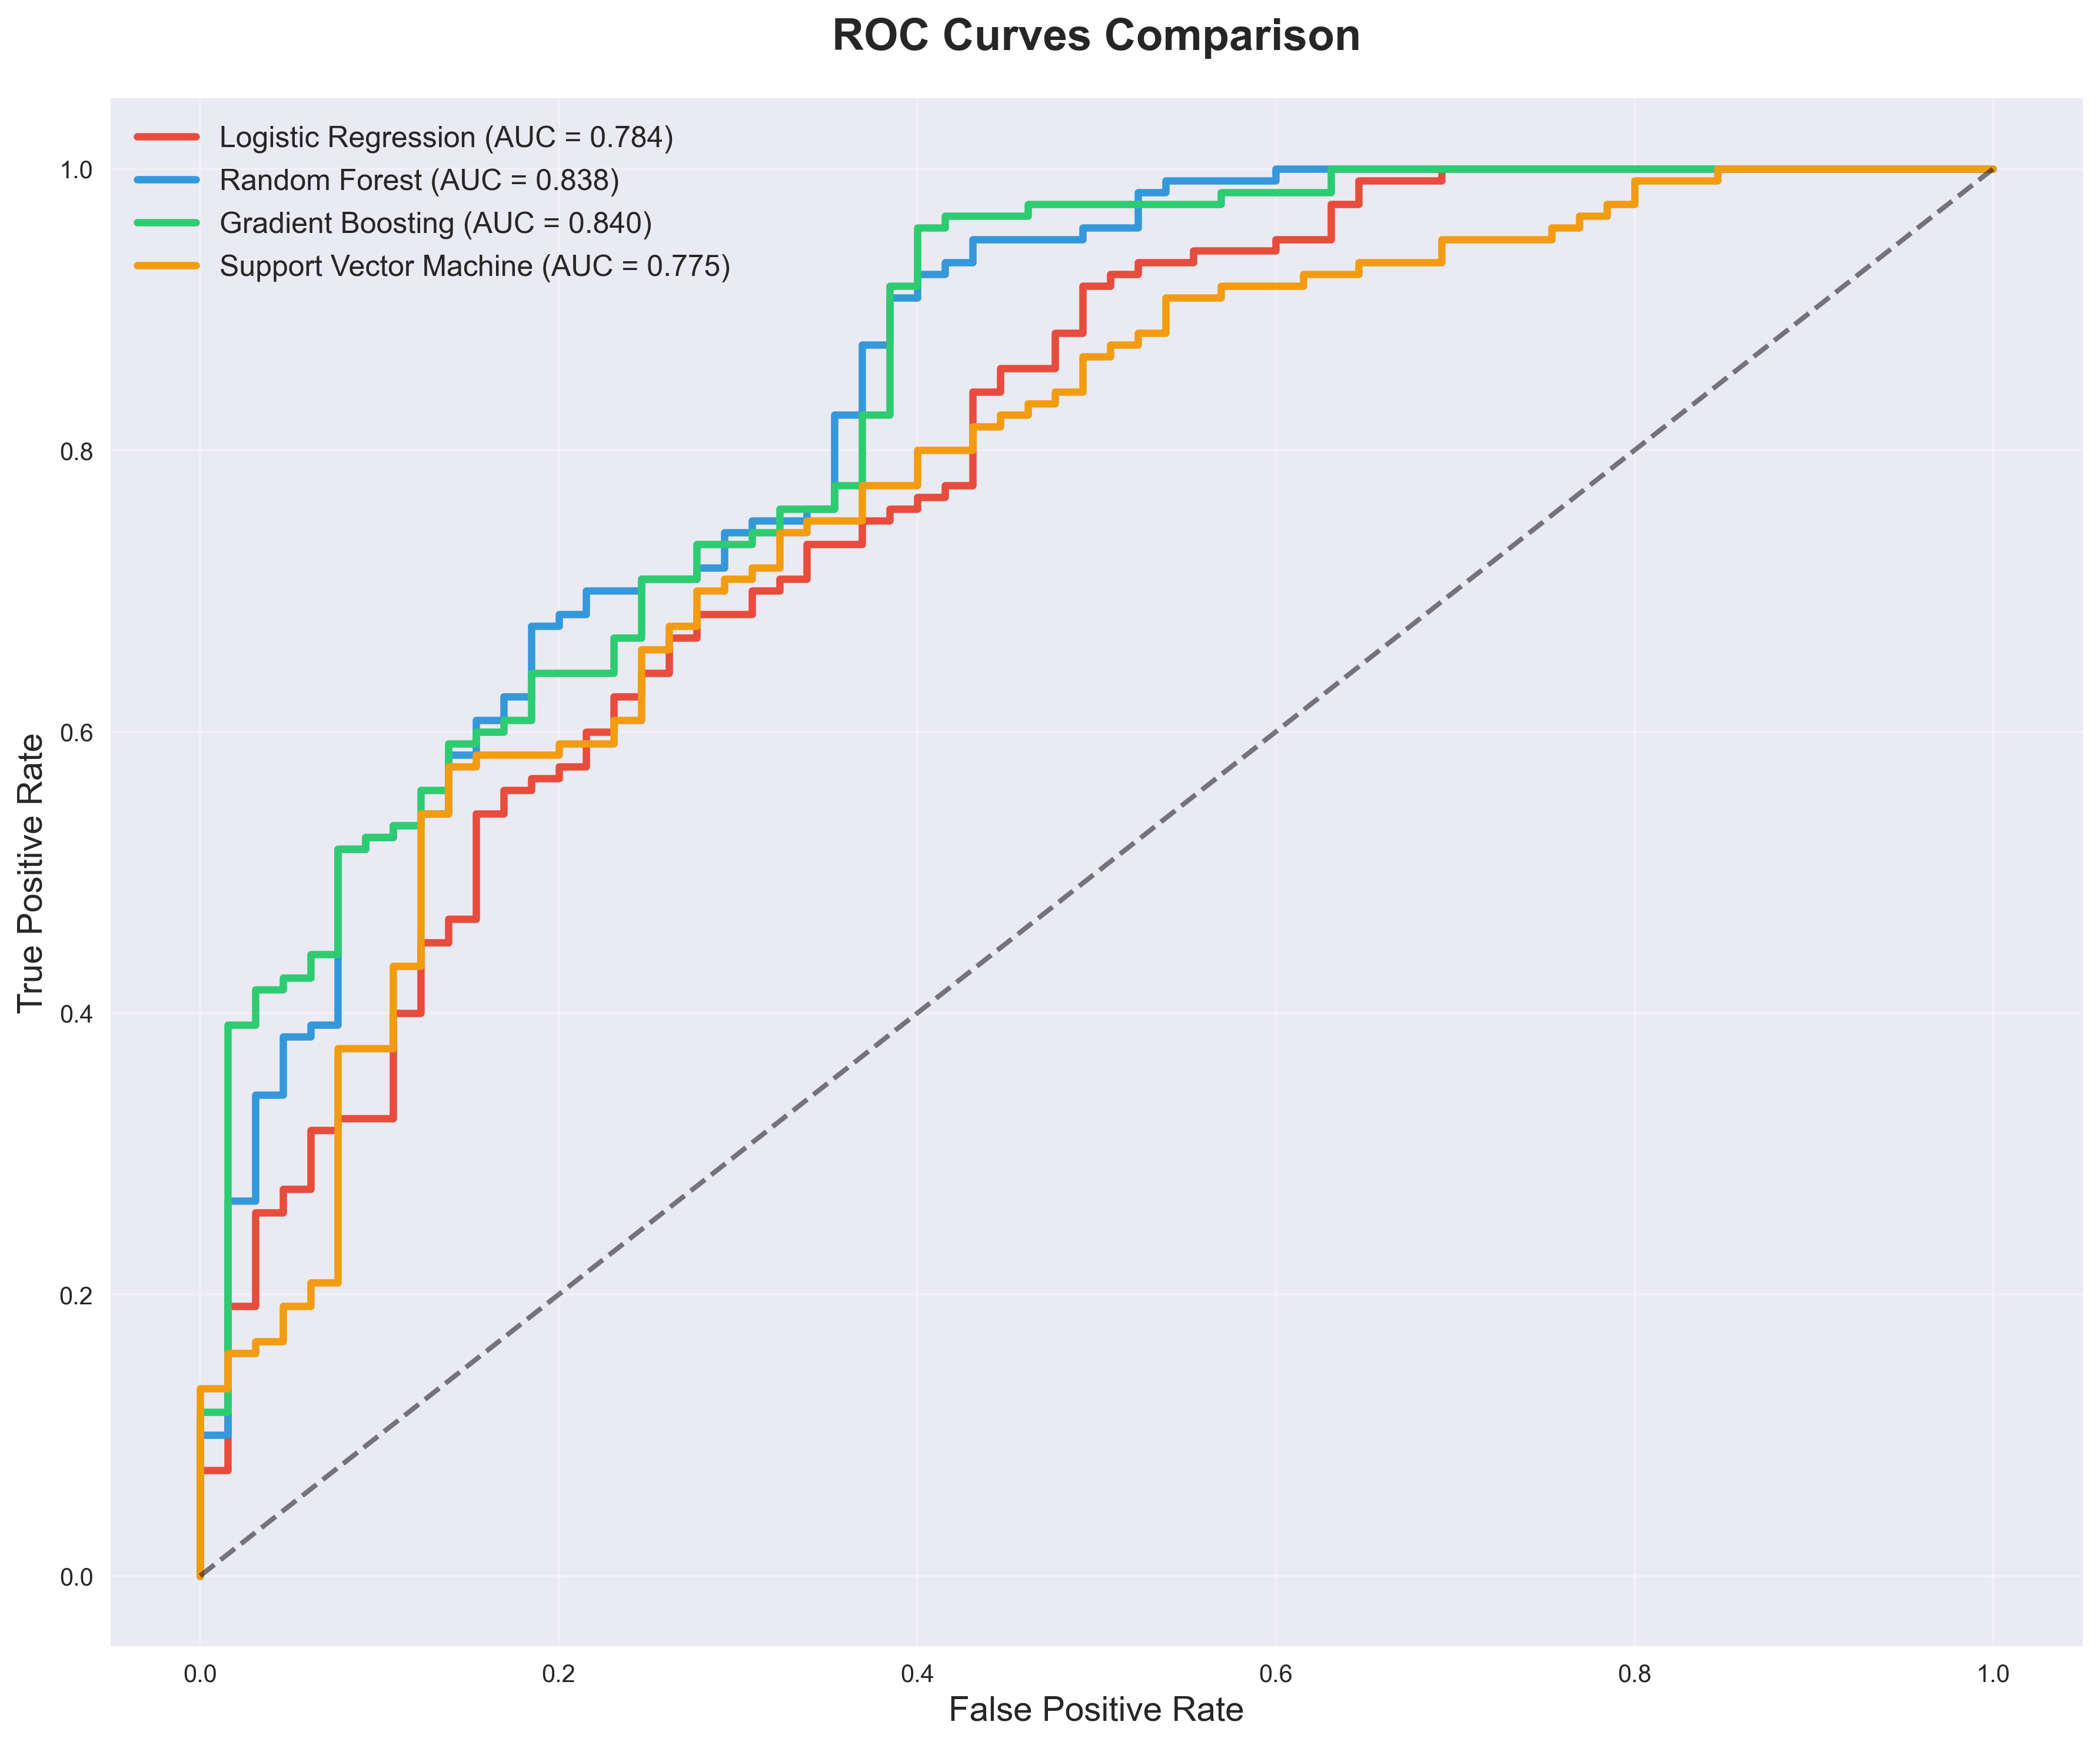 ROC Curves Comparison
Logistic Regression (AUC = 0.784)
Random Forest (AUC = 0.838)
Gradient Boosting (AUC = 0.840)
Support Vector Machine (AUC = 0.775)
1.0
0.8
0.6
0.4
0.2
0.0
True Positive Rate
0.0 0.2 0.4 0.6 0.8 1.0
False Positive Rate